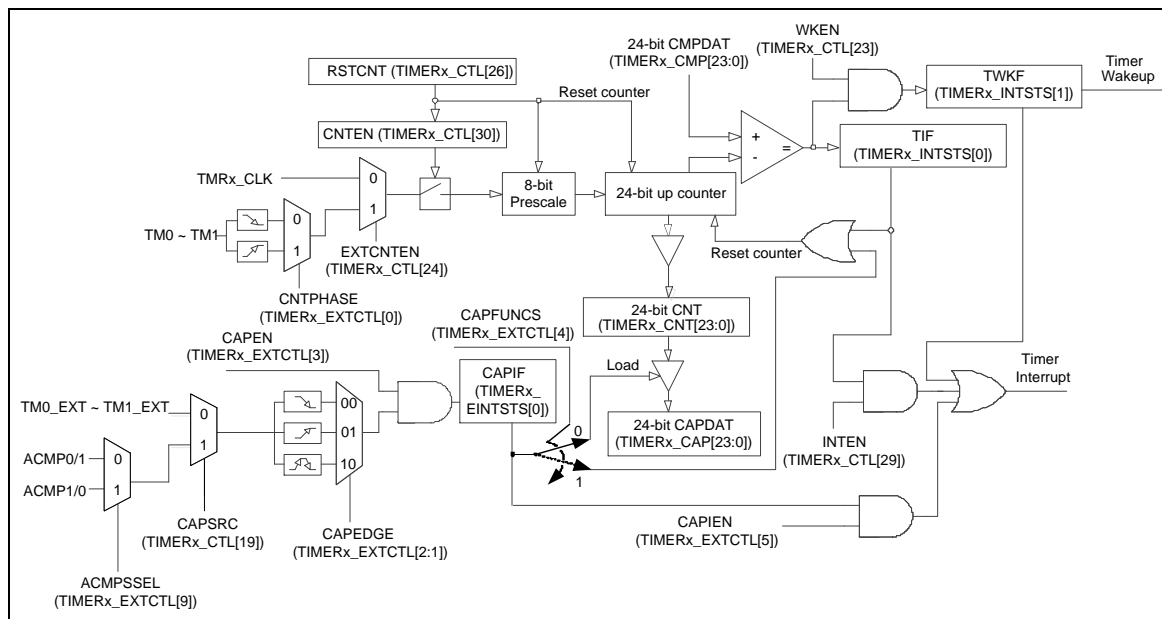 WKEN
(TIMERx_CTL[23])
24-bit CMPDAT
(TIMERx_CMP[23:0])
Timer
Wakeup
TWKF
(TIMERx_INTSTS[1])
RSTCNT (TIMERx_CTL[26])
Reset counter
CNTEN (TIMERx_CTL[30])
+
-
=
TIF
(TIMERx_INTSTS[0])
TMRx_CLK
0
1
8-bit
Prescale
24-bit up counter
TM0 ~ TM1
0
1
EXTCNTEN
(TIMERx_CTL[24])
Reset counter
CNTPHASE
(TIMERx_EXTCTL[0])
24-bit CNT
(TIMERx_CNT[23:0])
CAPEN
(TIMERx_EXTCTL[3])
CAPFUNCS
(TIMERx_EXTCTL[4])
CAPIF
(TIMERx_
EINTSTS[0])
Load
Timer
Interrupt
TM0_EXT ~ TM1_EXT
0
1
00
01
10
0
1
24-bit CAPDAT
(TIMERx_CAP[23:0])
INTEN
(TIMERx_CTL[29])
ACMP0/1
ACMP1/0
0
1
CAPSRC
(TIMERx_CTL[19])
CAPEDGE
(TIMERx_EXTCTL[2:1])
CAPIEN
(TIMERx_EXTCTL[5])
ACMPSSEL
(TIMERx_EXTCTL[9])